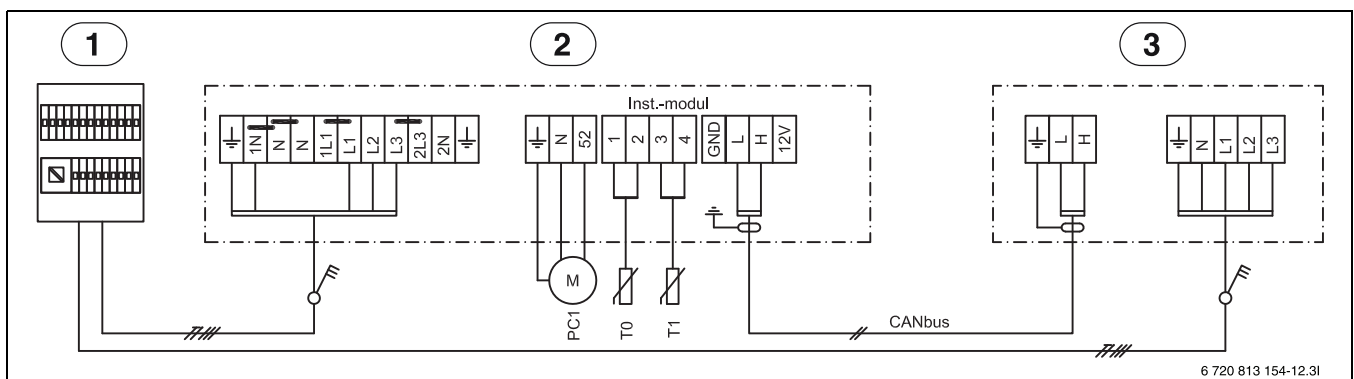 1
2
3
Inst.-modul
1N N N 1L1 L1 L2 L3 2L3 2N
N 52
1 2 3 4
GND L H 12V
L H
N L1 L2 L3
M
PC1
T0
T1
CANbus
6 720 813 154-12.3I